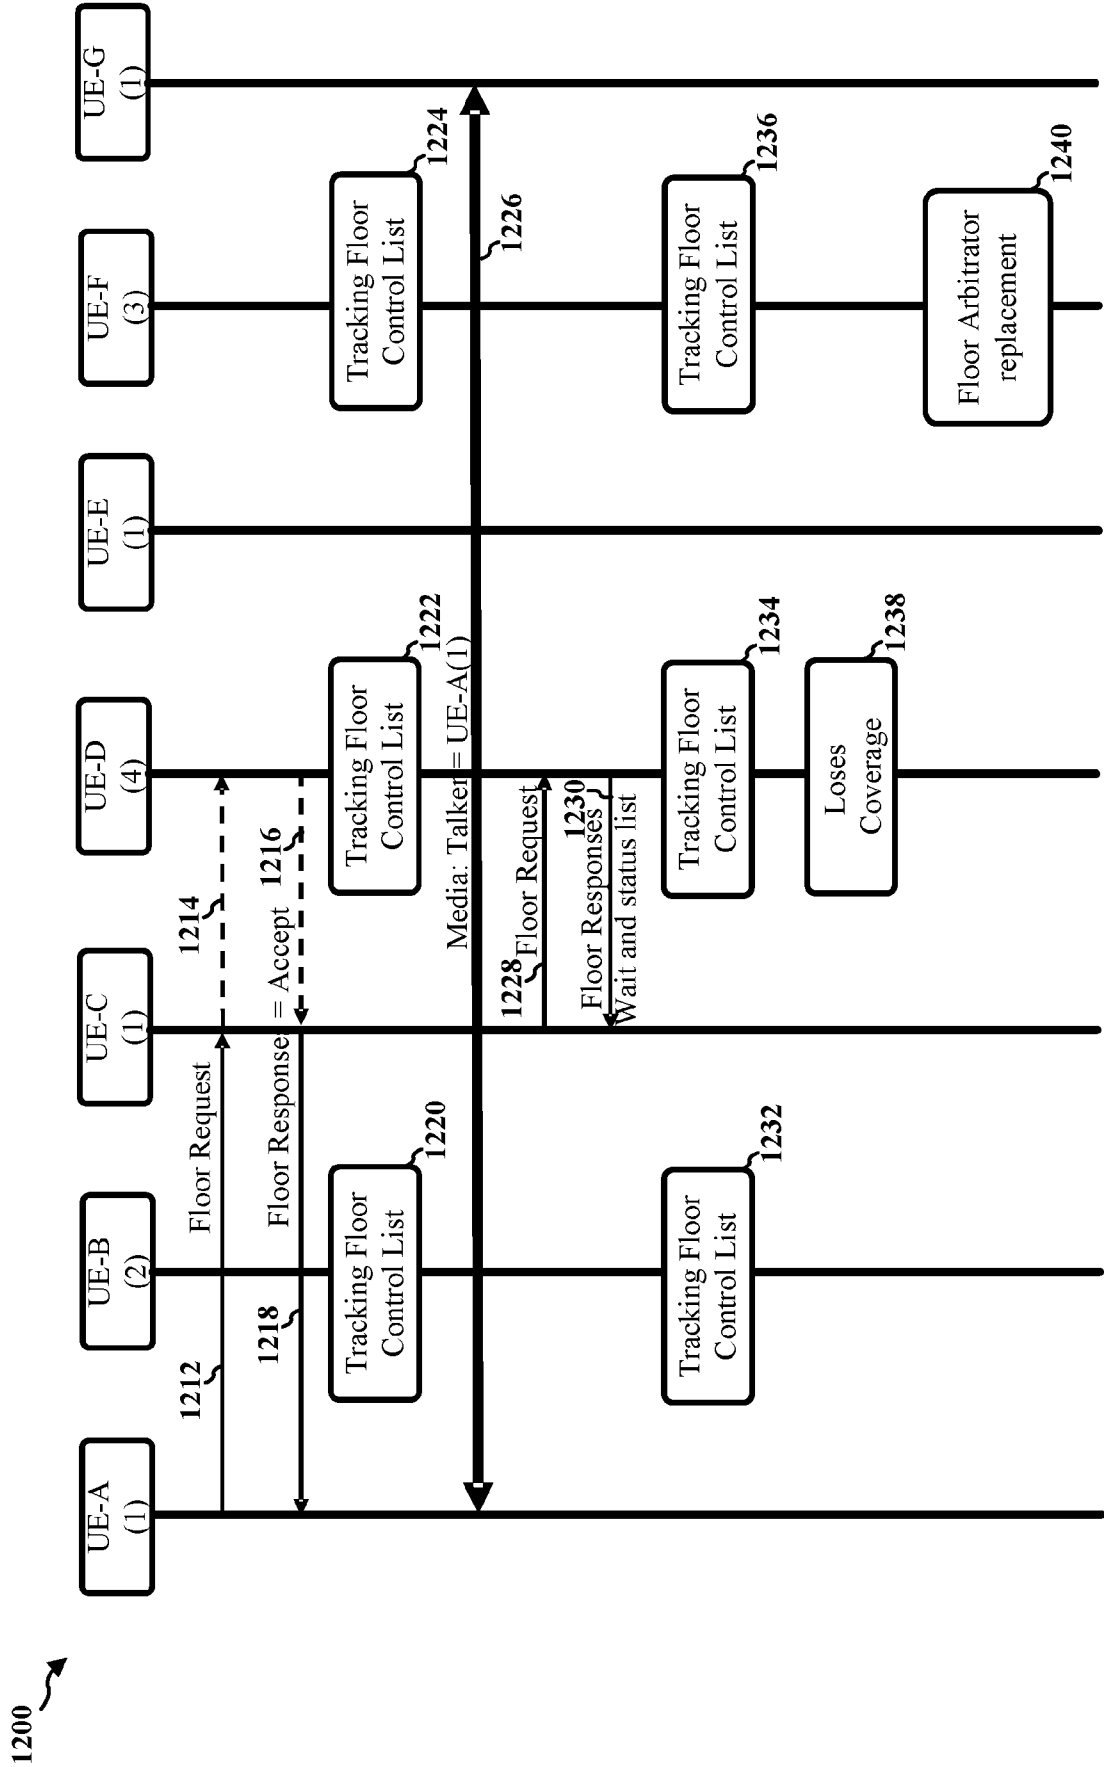 1200
UE-A
(1)
UE-B
(2)
UE-C
(1)
UE-D
(4)
UE-E
(1)
UE-F
(3)
UE-G
(1)
1212
Floor Request
1214
1218
Floor Response = Accept
1216
Tracking Floor
Control List
1220
Tracking Floor
Control List
1222
Tracking Floor
Control List
1224
Media: Talker = UE-A(1)
1226
1228
Floor Request
Floor Responses
1230
Wait and status list
Tracking Floor
Control List
1232
Tracking Floor
Control List
1234
Tracking Floor
Control List
1236
Loses
Coverage
1238
Floor Arbitrator
replacement
1240